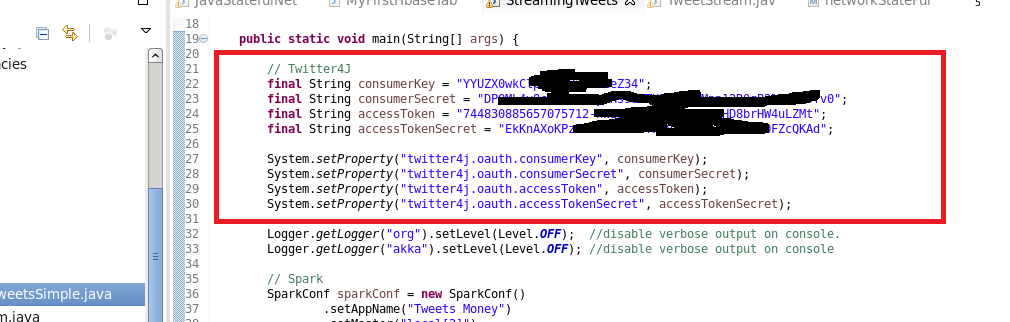 JavaStatefulNet MyFirstHbaseTab StreamingTweets TweetStream.jav networkStateFul 5
18
19 public static void main(String[] args) {
20
21 // Twitter4J
cies
22 final String consumerKey = "YYUZX0wkC eZ34";
23 final String consumerSecret = "DP v0";
24 final String accessToken = "744830885657075712- HD8brHW4uLZMt";
25 final String accessTokenSecret = "EkKnAXoKPz FZcQKAd";
26
27 System.setProperty("twitter4j.oauth.consumerKey", consumerKey);
28 System.setProperty("twitter4j.oauth.consumerSecret", consumerSecret);
29 System.setProperty("twitter4j.oauth.accessToken", accessToken);
30 System.setProperty("twitter4j.oauth.accessTokenSecret", accessTokenSecret);
31
32 Logger.getLogger("org").setLevel(Level.OFF); //disable verbose output on console.
33 Logger.getLogger("akka").setLevel(Level.OFF); //disable verbose output on console
34
35 // Spark
weetsSimple.java
36 SparkConf sparkConf = new SparkConf()
37 .setAppName("Tweets Money")
m.java
38 .setMaster("local[2]")